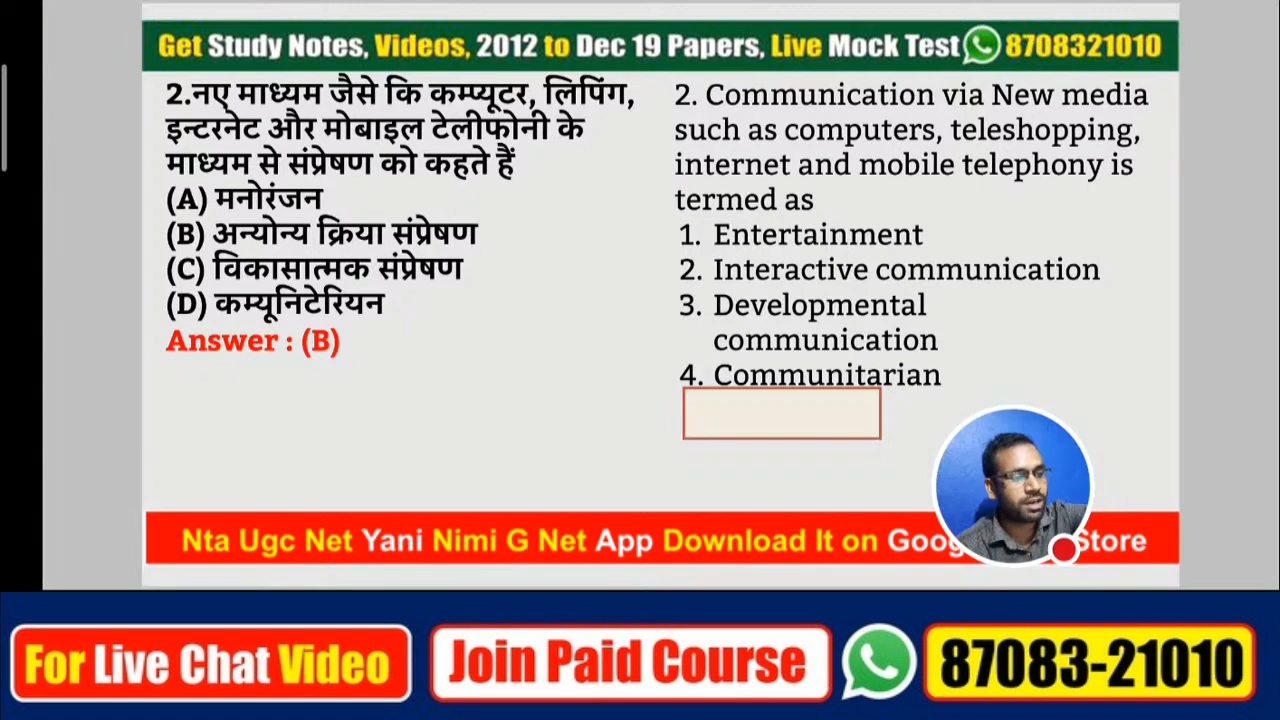 Get Study Notes, Videos, 2012 to Dec 19 Papers, Live Mock Test 8708321010
2.नए माध्यम जैसे कि कम्प्यूटर, लिपिंग,
इन्टरनेट और मोबाइल टेलीफोनी के
माध्यम से संप्रेषण को कहते हैं
(A) मनोरंजन
(B) अन्योन्य क्रिया संप्रेषण
(C) विकासात्मक संप्रेषण
(D) कम्यूनिटेरियन
Answer : (B)
2. Communication via New media
such as computers, teleshopping,
internet and mobile telephony is
termed as
1. Entertainment
2. Interactive communication
3. Developmental
communication
4. Communitarian
Nta Ugc Net Yani Nimi G Net App Download It on Goog Store
For Live Chat Video
Join Paid Course
87083-21010